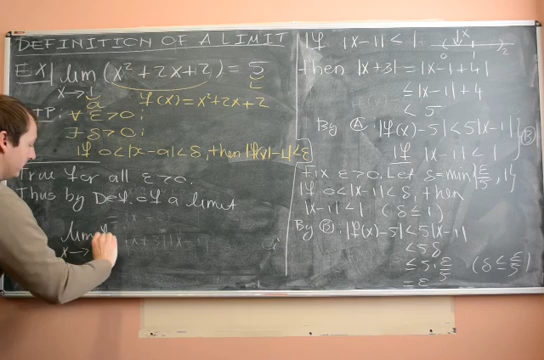 DEFINITION OF A LIMIT
EX| lim (x² + 2x + 2) = 5
x→1
a
L
f(x) = x² + 2x + 2
TP: ∀ ε > 0 ;
∃ δ > 0 ;
If 0 < |x - a| < δ, then |f(x) - L| < ε
True for all ε > 0.
Thus by Def. of a limit
lim
x→
If |x - 1| < 1
x
0 1 2
then |x + 3| = |x - 1 + 4|
≤ |x - 1| + 4
< 5
By Ⓐ: |f(x) - 5| < 5|x - 1|
If |x - 1| < 1 } Ⓑ
Fix ε > 0. Let δ = min{ε/5, 1}
If 0 < |x - 1| < δ, then
|x - 1| < 1 (δ ≤ 1)
By Ⓑ: |f(x) - 5| < 5|x - 1|
< 5δ
≤ 5·ε/5 (δ ≤ ε/5)
= ε